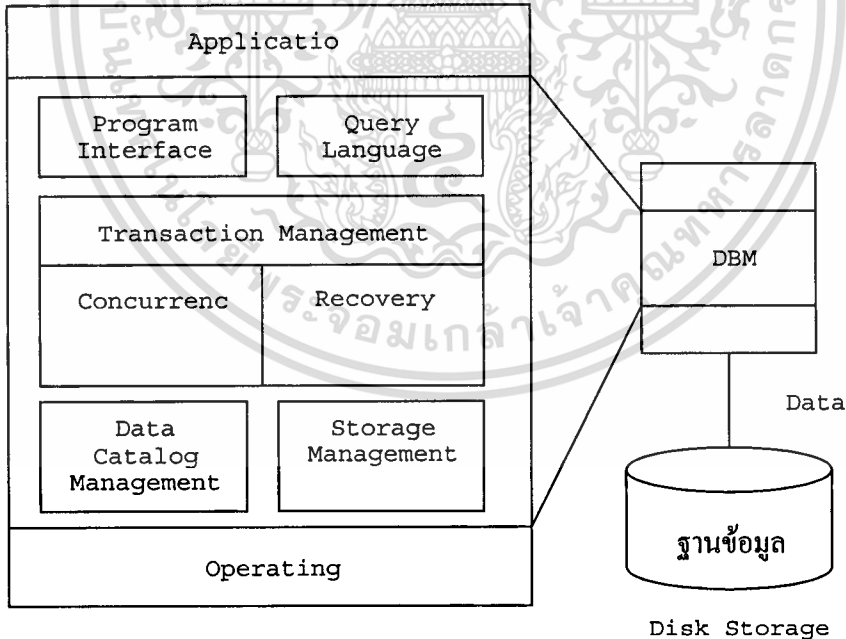 Applicatio
Program
Interface
Query
Language
Transaction Management
Concurrenc
Recovery
Data
Catalog
Management
Storage
Management
Operating
DBM
Data
ฐานข้อมูล
Disk Storage